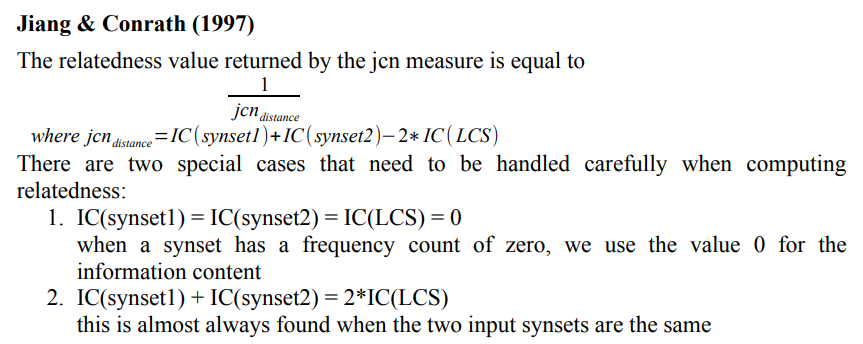 Jiang & Conrath (1997)
The relatedness value returned by the jcn measure is equal to
1
jcn distance
where jcn distance = IC(synset1)+IC(synset2)−2∗ IC(LCS)
There are two special cases that need to be handled carefully when computing
relatedness:
1. IC(synset1) = IC(synset2) = IC(LCS) = 0
when a synset has a frequency count of zero, we use the value 0 for the
information content
2. IC(synset1) + IC(synset2) = 2*IC(LCS)
this is almost always found when the two input synsets are the same